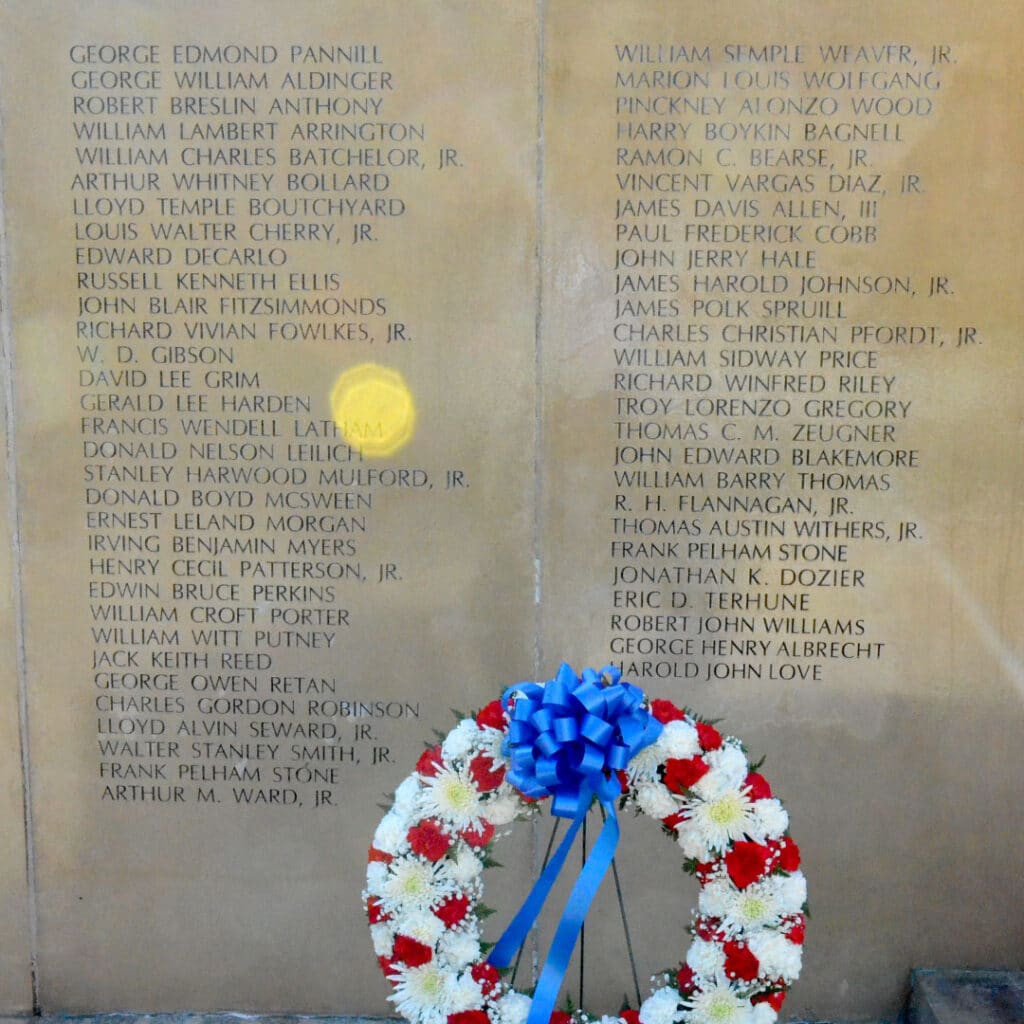 GEORGE EDMOND PANNILL
GEORGE WILLIAM ALDINGER
ROBERT BRESLIN ANTHONY
WILLIAM LAMBERT ARRINGTON
WILLIAM CHARLES BATCHELOR, JR.
ARTHUR WHITNEY BOLLARD
LLOYD TEMPLE BOUTCHYARD
LOUIS WALTER CHERRY, JR.
EDWARD DECARLO
RUSSELL KENNETH ELLIS
JOHN BLAIR FITZSIMMONDS
RICHARD VIVIAN FOWLKES, JR.
W. D. GIBSON
DAVID LEE GRIM
GERALD LEE HARDEN
FRANCIS WENDELL LATHAM
DONALD NELSON LEILICH
STANLEY HARWOOD MULFORD, JR.
DONALD BOYD MCSWEEN
ERNEST LELAND MORGAN
IRVING BENJAMIN MYERS
HENRY CECIL PATTERSON, JR.
EDWIN BRUCE PERKINS
WILLIAM CROFT PORTER
WILLIAM WITT PUTNEY
JACK KEITH REED
GEORGE OWEN RETAN
CHARLES GORDON ROBINSON
LLOYD ALVIN SEWARD, JR.
WALTER STANLEY SMITH, JR.
FRANK PELHAM STONE
ARTHUR M. WARD, JR.
WILLIAM SEMPLE WEAVER, JR.
MARION LOUIS WOLFGANG
PINCKNEY ALONZO WOOD
HARRY BOYKIN BAGNELL
RAMON C. BEARSE, JR.
VINCENT VARGAS DIAZ, JR.
JAMES DAVIS ALLEN, III
PAUL FREDERICK COBB
JOHN JERRY HALE
JAMES HAROLD JOHNSON, JR.
JAMES POLK SPRUILL
CHARLES CHRISTIAN PFORDT, JR.
WILLIAM SIDWAY PRICE
RICHARD WINFRED RILEY
TROY LORENZO GREGORY
THOMAS C. M. ZEUGNER
JOHN EDWARD BLAKEMORE
WILLIAM BARRY THOMAS
R. H. FLANNAGAN, JR.
THOMAS AUSTIN WITHERS, JR.
FRANK PELHAM STONE
JONATHAN K. DOZIER
ERIC D. TERHUNE
ROBERT JOHN WILLIAMS
GEORGE HENRY ALBRECHT
HAROLD JOHN LOVE